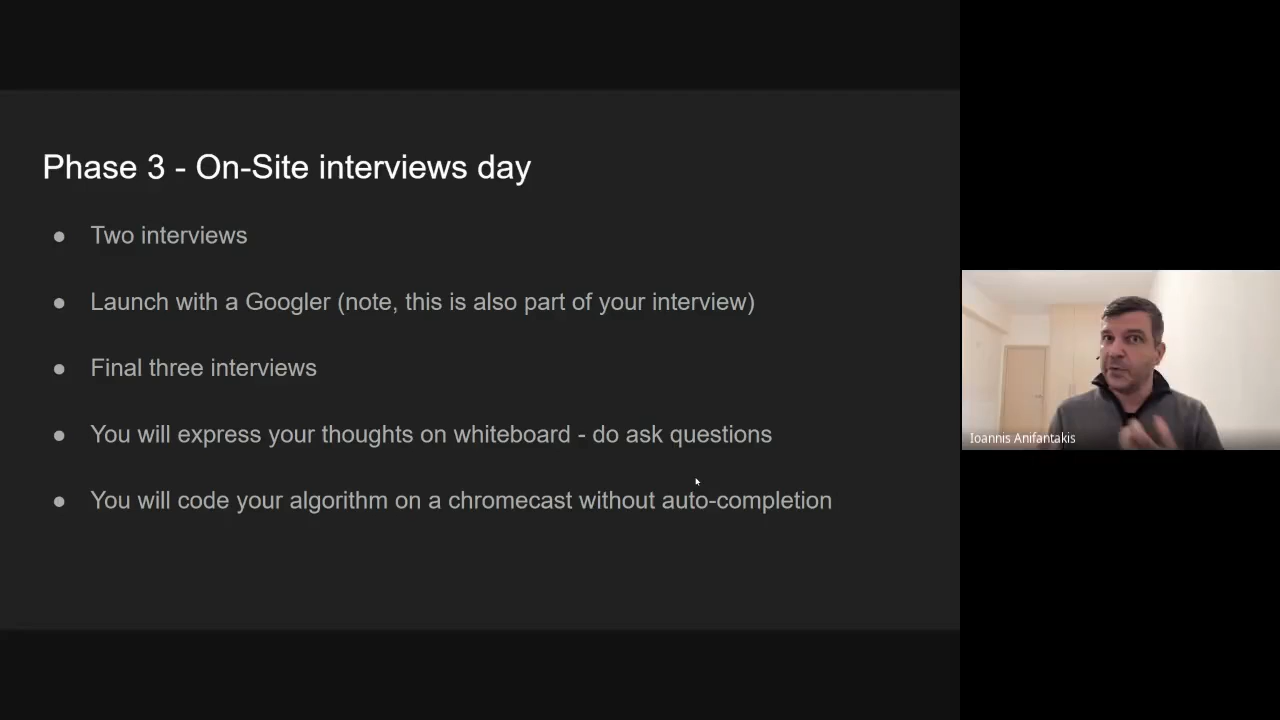 Phase 3 - On-Site interviews day
● Two interviews
● Launch with a Googler (note, this is also part of your interview)
● Final three interviews
● You will express your thoughts on whiteboard - do ask questions
● You will code your algorithm on a chromecast without auto-completion
Ioannis Anifantakis